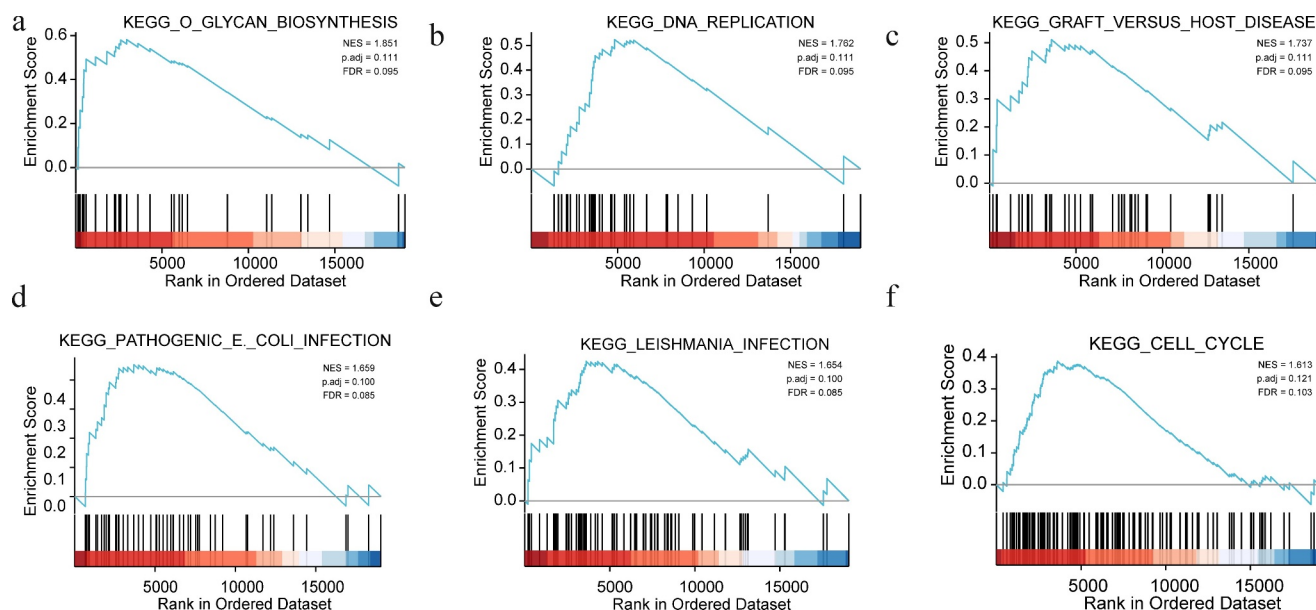 a
KEGG_O_GLYCAN_BIOSYNTHESIS
NES = 1.851
p.adj = 0.111
FDR = 0.095
Enrichment Score
0.6
0.4
0.2
0.0
5000 10000 15000
Rank in Ordered Dataset
b
KEGG_DNA_REPLICATION
NES = 1.762
p.adj = 0.111
FDR = 0.095
Enrichment Score
0.5
0.4
0.3
0.2
0.1
0.0
5000 10000 15000
Rank in Ordered Dataset
c
KEGG_GRAFT_VERSUS_HOST_DISEASE
NES = 1.737
p.adj = 0.111
FDR = 0.095
Enrichment Score
0.5
0.4
0.3
0.2
0.1
0.0
5000 10000 15000
Rank in Ordered Dataset
d
KEGG_PATHOGENIC_E._COLI_INFECTION
NES = 1.659
p.adj = 0.100
FDR = 0.085
Enrichment Score
0.4
0.3
0.2
0.1
0.0
5000 10000 15000
Rank in Ordered Dataset
e
KEGG_LEISHMANIA_INFECTION
NES = 1.654
p.adj = 0.100
FDR = 0.085
Enrichment Score
0.4
0.3
0.2
0.1
0.0
5000 10000 15000
Rank in Ordered Dataset
f
KEGG_CELL_CYCLE
NES = 1.613
p.adj = 0.121
FDR = 0.103
Enrichment Score
0.4
0.3
0.2
0.1
0.0
5000 10000 15000
Rank in Ordered Dataset